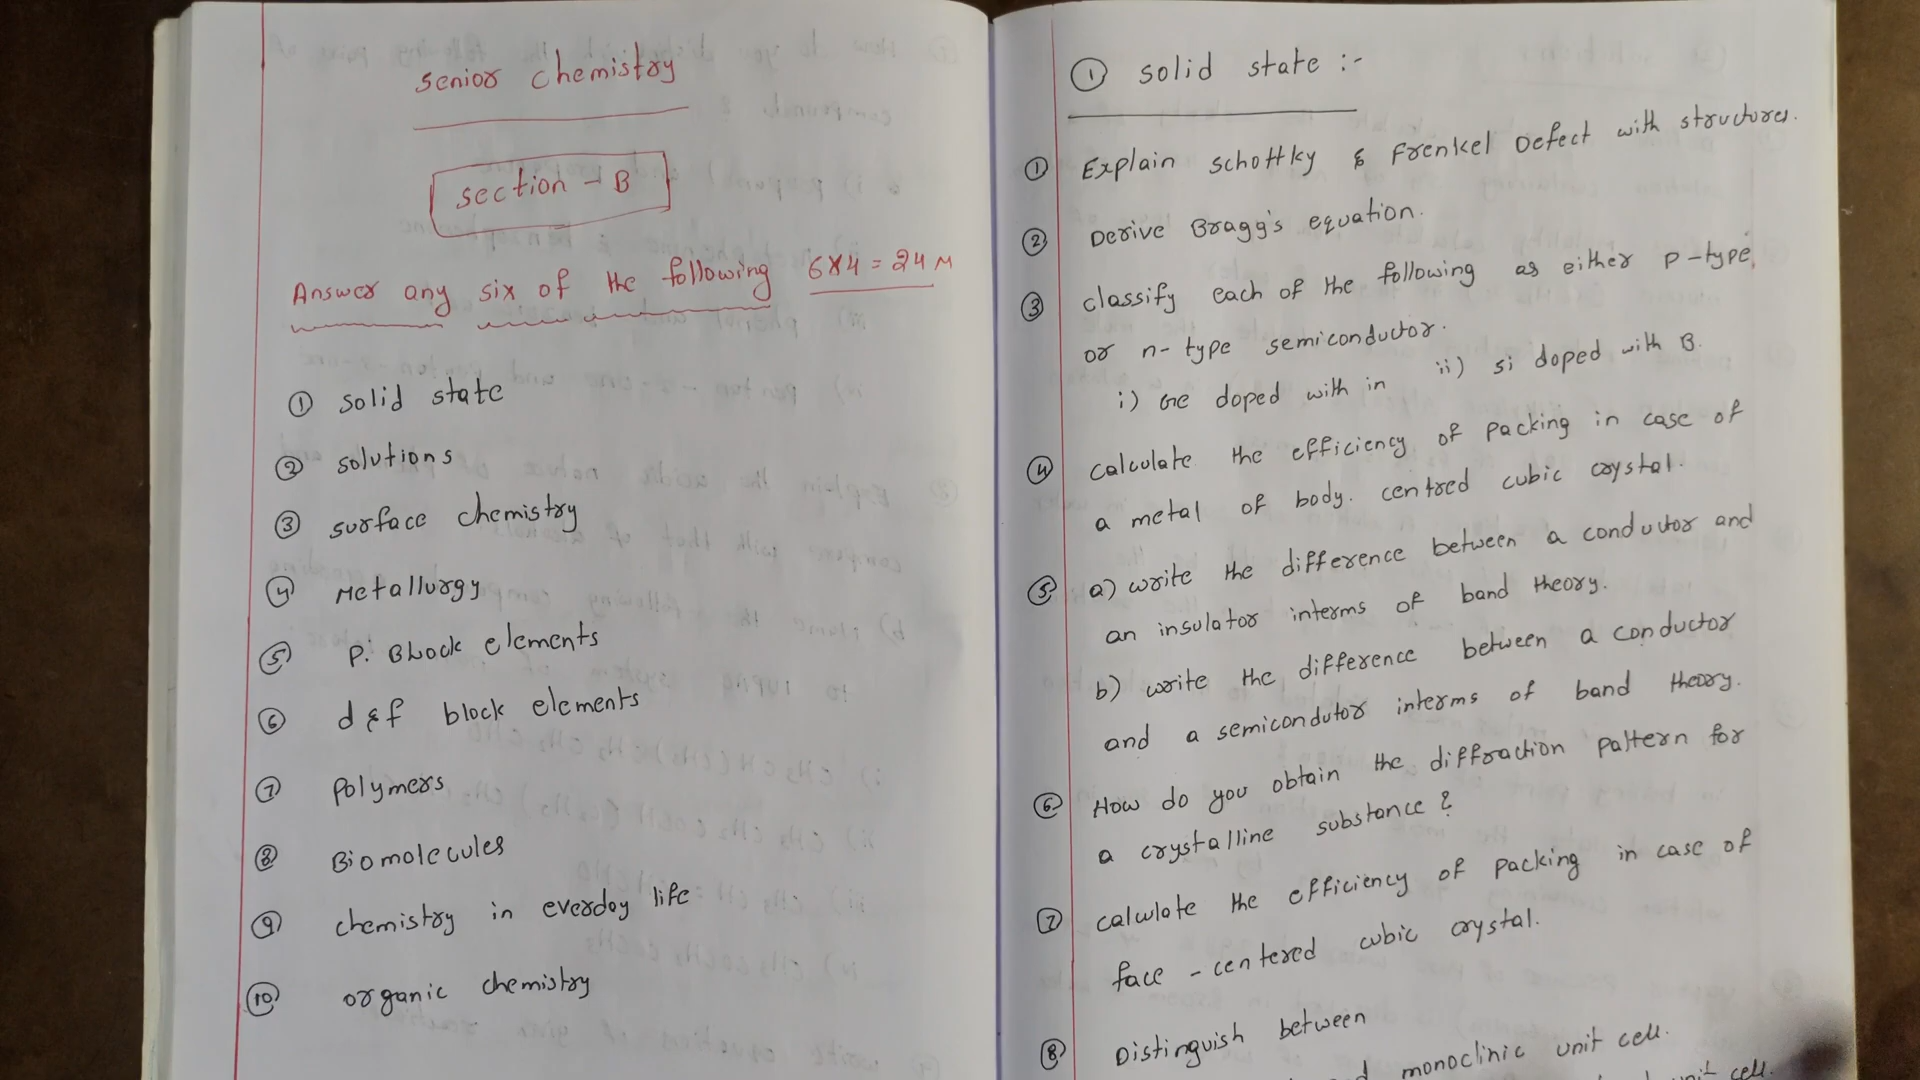 senior chemistry
section - B
Answer any six of the following 6x4 = 24 M
① solid state
② solutions
③ surface chemistry
④ Metallurgy
⑤ P. Block elements
⑥ d & f block elements
⑦ Polymers
⑧ Biomolecules
⑨ chemistry in everday life
⑩ organic chemistry
① solid state :-
① Explain schottky & Frenkel Defect with structures.
② Derive Bragg's equation.
③ classify each of the following as either p-type
or n-type semiconductor.
i) Ge doped with in ii) si doped with B.
④ calculate the efficiency of packing in case of
a metal of body. centred cubic crystal.
⑤ a) write the difference between a conductor and
an insulator interms of band theory.
b) write the difference between a conductor
and a semicondutor interms of band theory.
⑥ How do you obtain the diffraction pattern for
a crystalline substance ?
⑦ calculate the efficiency of packing in case of
face - centered cubic crystal.
⑧ Distinguish between
monoclinic unit cell.
unit cell.